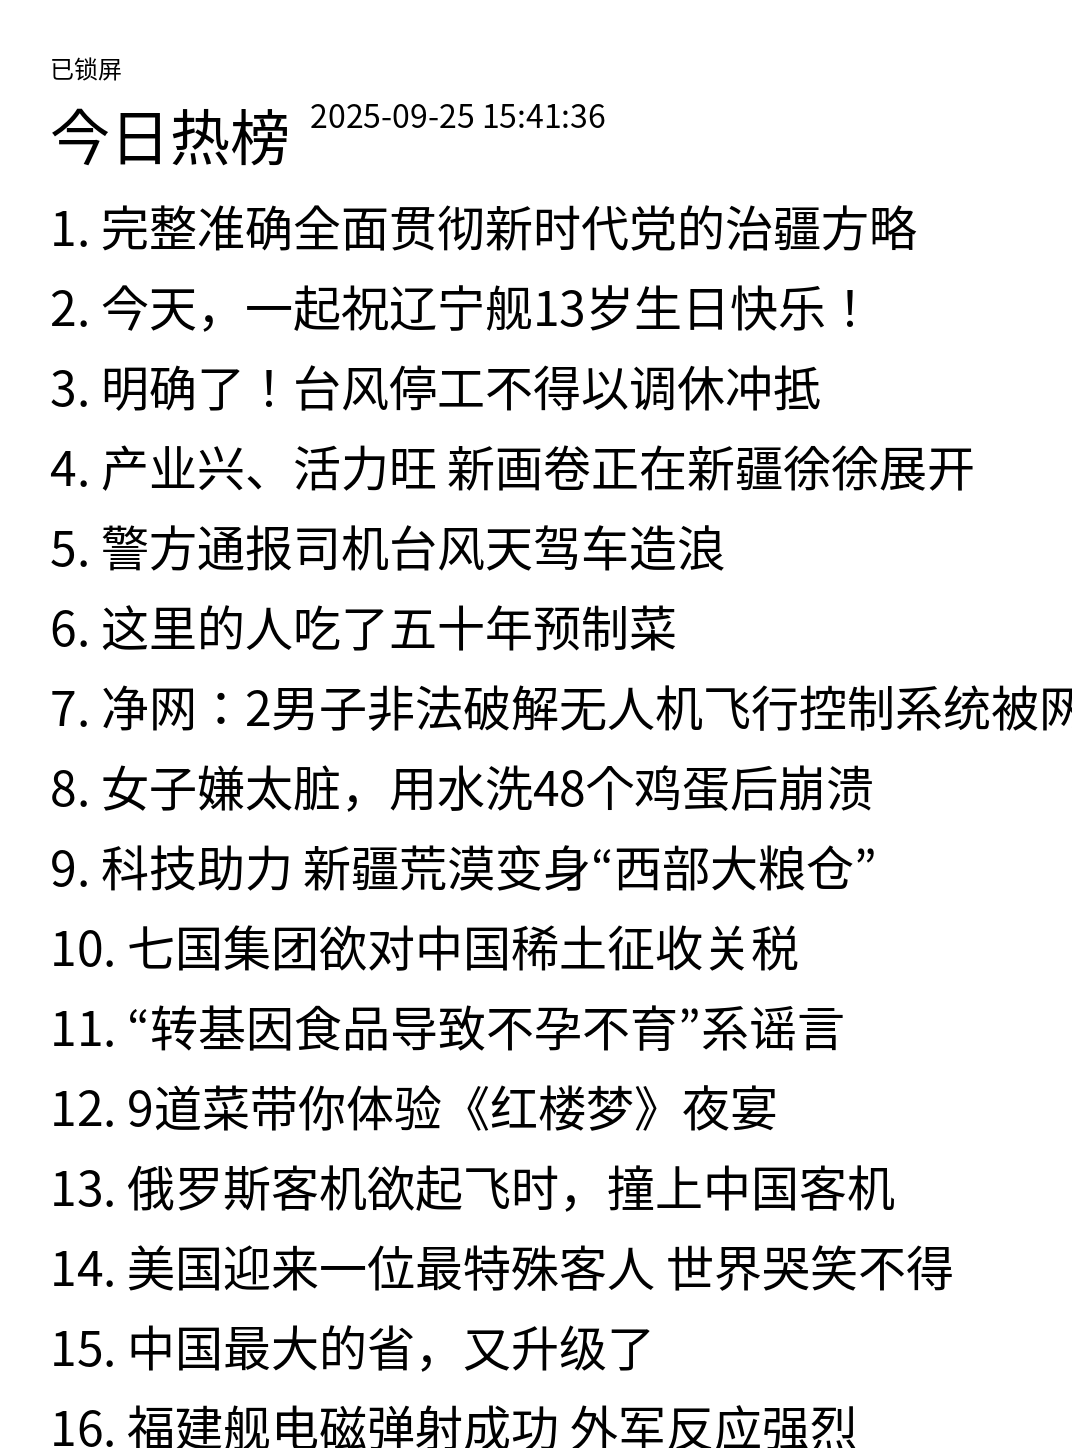 已锁屏
今日热榜 2025-09-25 15:41:36
1. 完整准确全面贯彻新时代党的治疆方略
2. 今天，一起祝辽宁舰13岁生日快乐！
3. 明确了！台风停工不得以调休冲抵
4. 产业兴、活力旺 新画卷正在新疆徐徐展开
5. 警方通报司机台风天驾车造浪
6. 这里的人吃了五十年预制菜
7. 净网：2男子非法破解无人机飞行控制系统被网
8. 女子嫌太脏，用水洗48个鸡蛋后崩溃
9. 科技助力 新疆荒漠变身“西部大粮仓”
10. 七国集团欲对中国稀土征收关税
11. “转基因食品导致不孕不育”系谣言
12. 9道菜带你体验《红楼梦》夜宴
13. 俄罗斯客机欲起飞时，撞上中国客机
14. 美国迎来一位最特殊客人 世界哭笑不得
15. 中国最大的省，又升级了
16. 福建舰电磁弹射成功 外军反应强烈